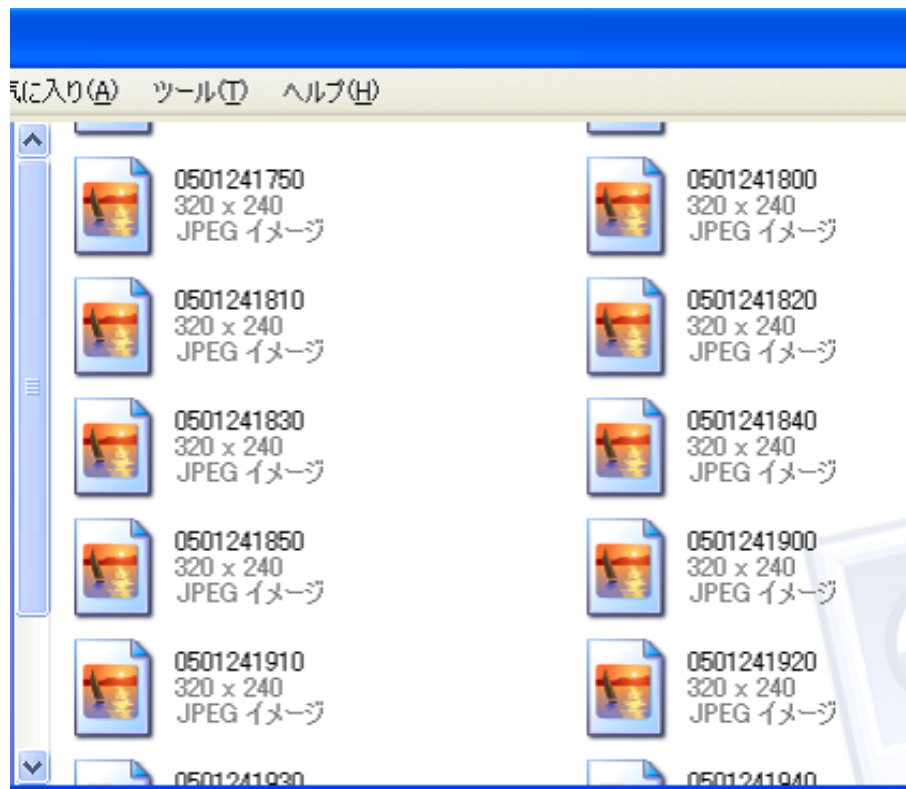 気に入り(A) ツール(T) ヘルプ(H)
0501241750
320 x 240
JPEG イメージ
0501241800
320 x 240
JPEG イメージ
0501241810
320 x 240
JPEG イメージ
0501241820
320 x 240
JPEG イメージ
0501241830
320 x 240
JPEG イメージ
0501241840
320 x 240
JPEG イメージ
0501241850
320 x 240
JPEG イメージ
0501241900
320 x 240
JPEG イメージ
0501241910
320 x 240
JPEG イメージ
0501241920
320 x 240
JPEG イメージ
0501241930
0501241940